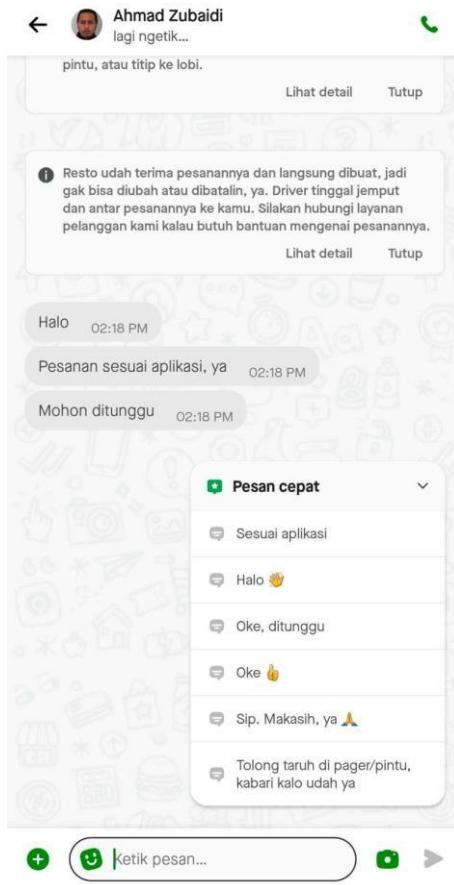 Ahmad Zubaidi
lagi ngetik...
pintu, atau titip ke lobi.
Lihat detail Tutup
Resto udah terima pesanannya dan langsung dibuat, jadi
gak bisa diubah atau dibatalin, ya. Driver tinggal jemput
dan antar pesanannya ke kamu. Silakan hubungi layanan
pelanggan kami kalau butuh bantuan mengenai pesanannya.
Lihat detail Tutup
Halo 02:18 PM
Pesanan sesuai aplikasi, ya 02:18 PM
Mohon ditunggu 02:18 PM
Pesan cepat
Sesuai aplikasi
Halo 👋
Oke, ditunggu
Oke 👍
Sip. Makasih, ya 🙏
Tolong taruh di pager/pintu,
kabari kalo udah ya
Ketik pesan...